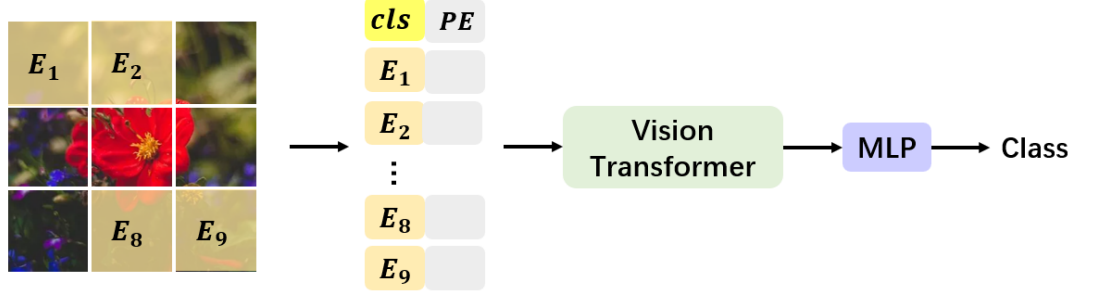 E1 E2
E8 E9
cls PE
E1
E2
⋮
E8
E9
Vision
Transformer
MLP
Class